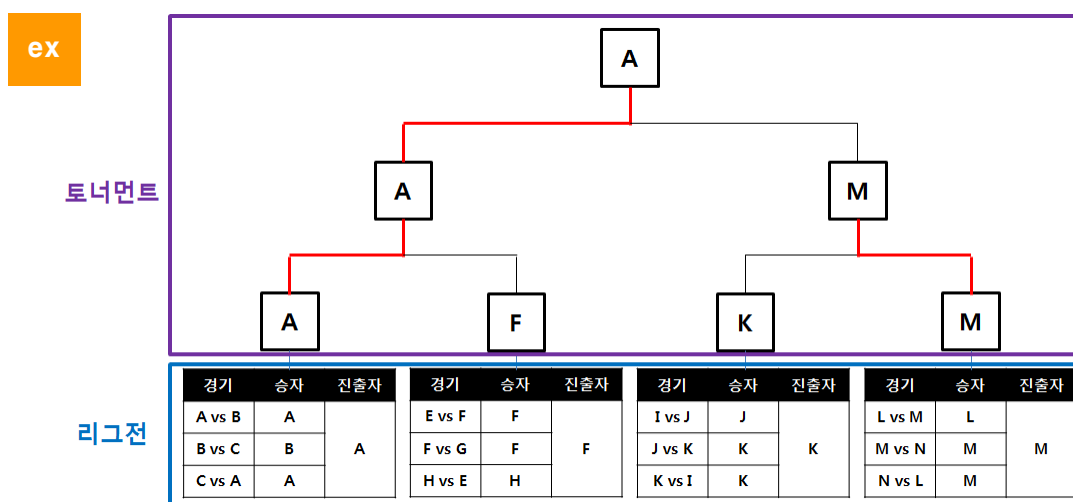 ex
A
토너먼트
A M
A F K M
리그전
경기 승자 진출자 경기 승자 진출자 경기 승자 진출자 경기 승자 진출자
A vs B A E vs F F I vs J J L vs M L
B vs C B A F vs G F F J vs K K K M vs N M M
C vs A A H vs E H K vs I K N vs L M